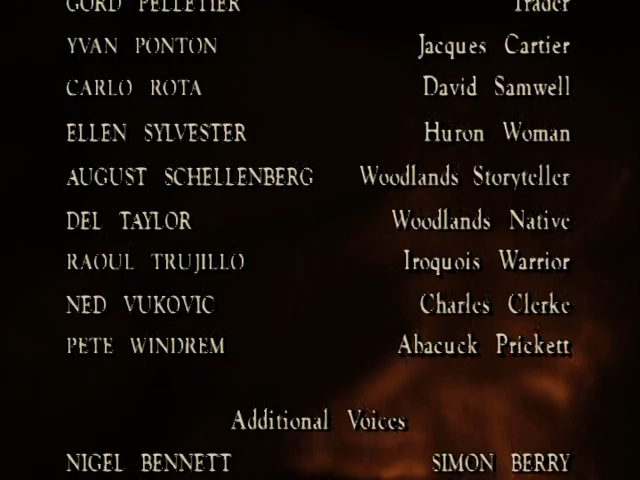 GORD PELLETIER Trader
YVAN PONTON Jacques Cartier
CARLO ROTA David Samwell
ELLEN SYLVESTER Huron Woman
AUGUST SCHELLENBERG Woodlands Storyteller
DEL TAYLOR Woodlands Native
RAOUL TRUJILLO Iroquois Warrior
NED VUKOVIC Charles Clerke
PETE WINDREM Abacuck Prickett
Additional Voices
NIGEL BENNETT SIMON BERRY